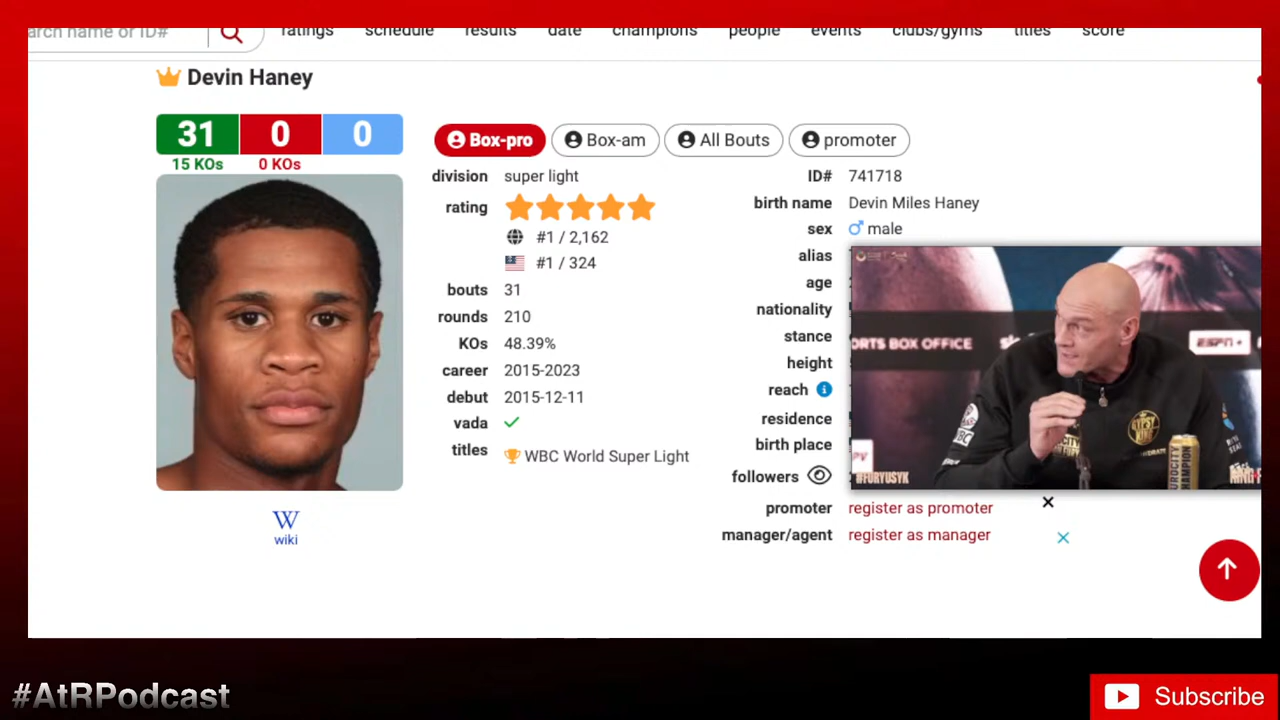 arch name or ID#
ratings schedule results date champions people events clubs/gyms titles score
Devin Haney
31 0 0
15 KOs 0 KOs
Box-pro Box-am All Bouts promoter
division super light
rating
#1 / 2,162
#1 / 324
bouts 31
rounds 210
KOs 48.39%
career 2015-2023
debut 2015-12-11
vada
titles WBC World Super Light
W
wiki
ID# 741718
birth name Devin Miles Haney
sex male
alias
age
nationality
stance
height
reach
residence
birth place
followers
promoter register as promoter
manager/agent register as manager
ORTS BOX OFFICE
ESPN+
WBC
#FURYUSYK
#AtRPodcast
Subscribe